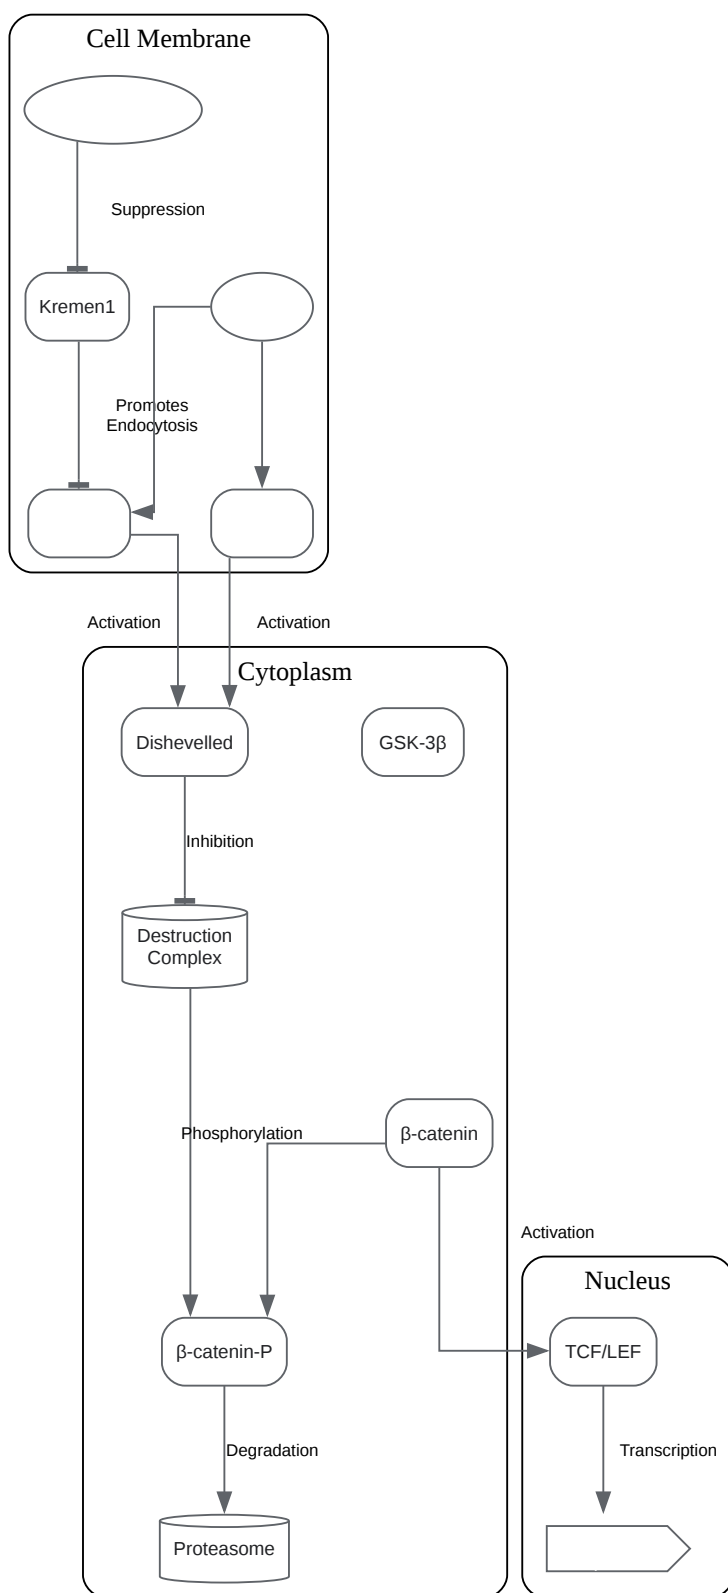 Cell Membrane
Suppression
Kremen1
Promotes
Endocytosis
Activation
Activation
Cytoplasm
Dishevelled
GSK-3β
Inhibition
Destruction
Complex
Phosphorylation
β-catenin
Activation
Nucleus
β-catenin-P
TCF/LEF
Degradation
Transcription
Proteasome